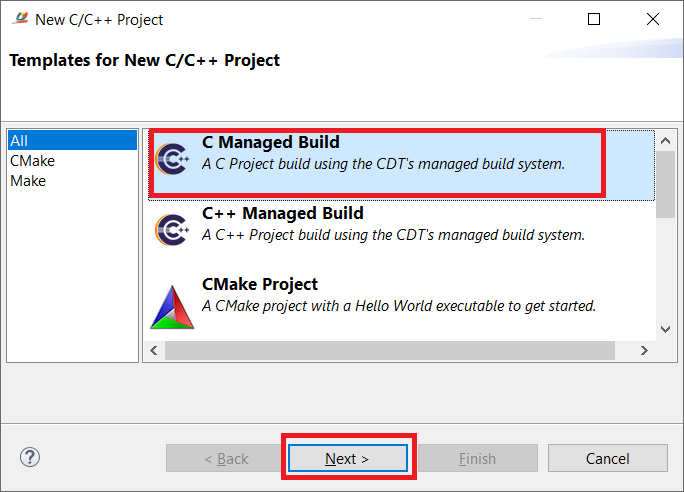 New C/C++ Project
Templates for New C/C++ Project
All
CMake
Make
C Managed Build
A C Project build using the CDT's managed build system.
C++ Managed Build
A C++ Project build using the CDT's managed build system.
CMake Project
A CMake project with a Hello World executable to get started.
?
< Back
Next >
Finish
Cancel